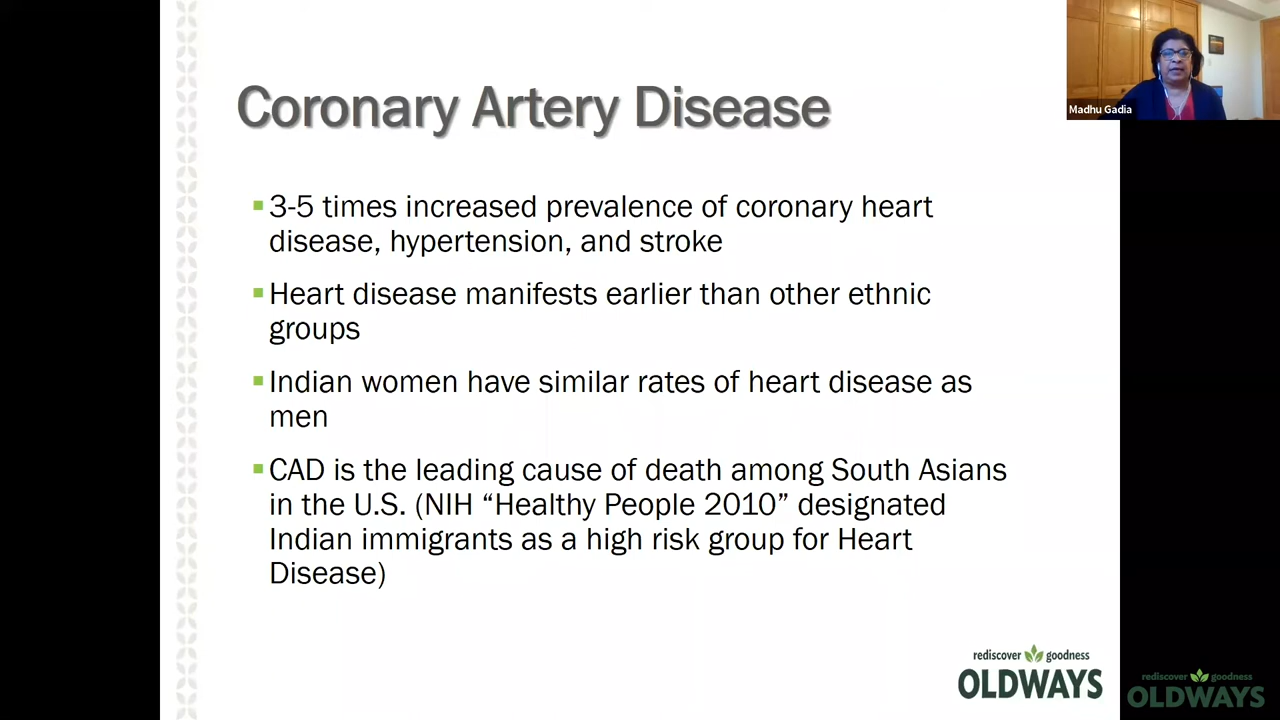 Coronary Artery Disease
Madhu Gadia
3-5 times increased prevalence of coronary heart
disease, hypertension, and stroke
Heart disease manifests earlier than other ethnic
groups
Indian women have similar rates of heart disease as
men
CAD is the leading cause of death among South Asians
in the U.S. (NIH “Healthy People 2010” designated
Indian immigrants as a high risk group for Heart
Disease)
rediscover goodness
OLDWAYS
rediscover goodness
OLDWAYS